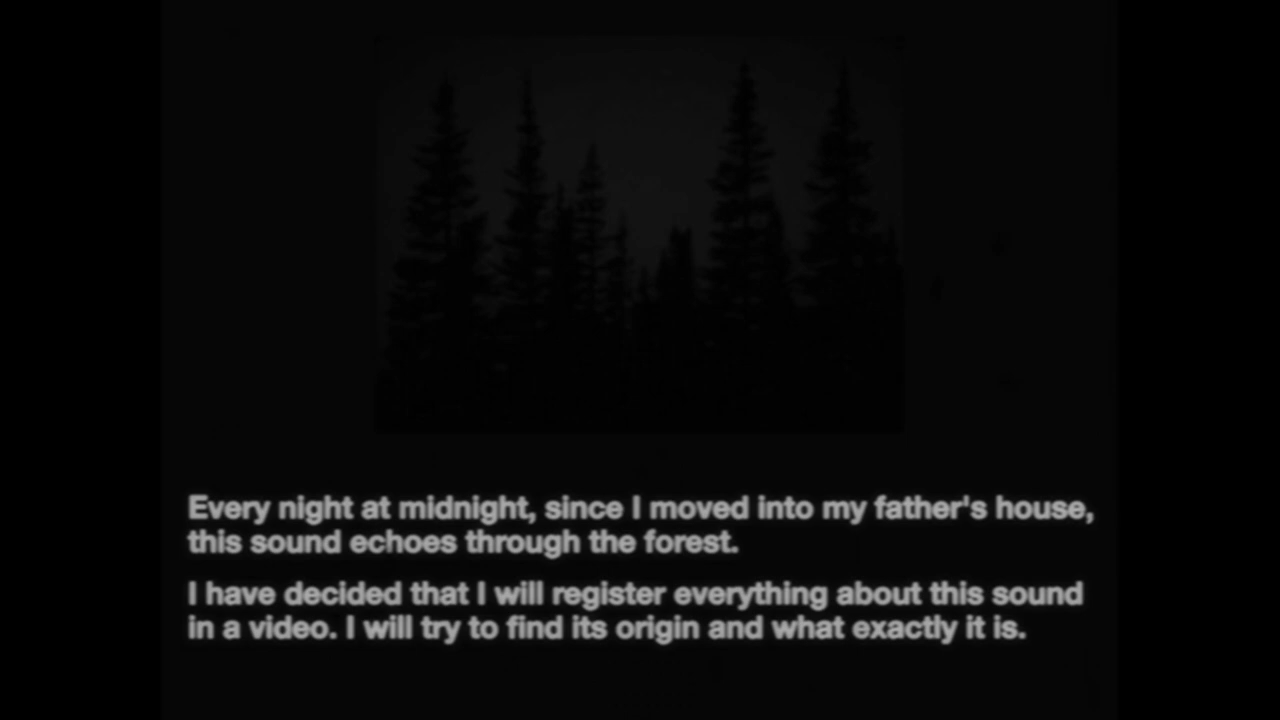 Every night at midnight, since I moved into my father's house,
this sound echoes through the forest.
I have decided that I will register everything about this sound
in a video. I will try to find its origin and what exactly it is.